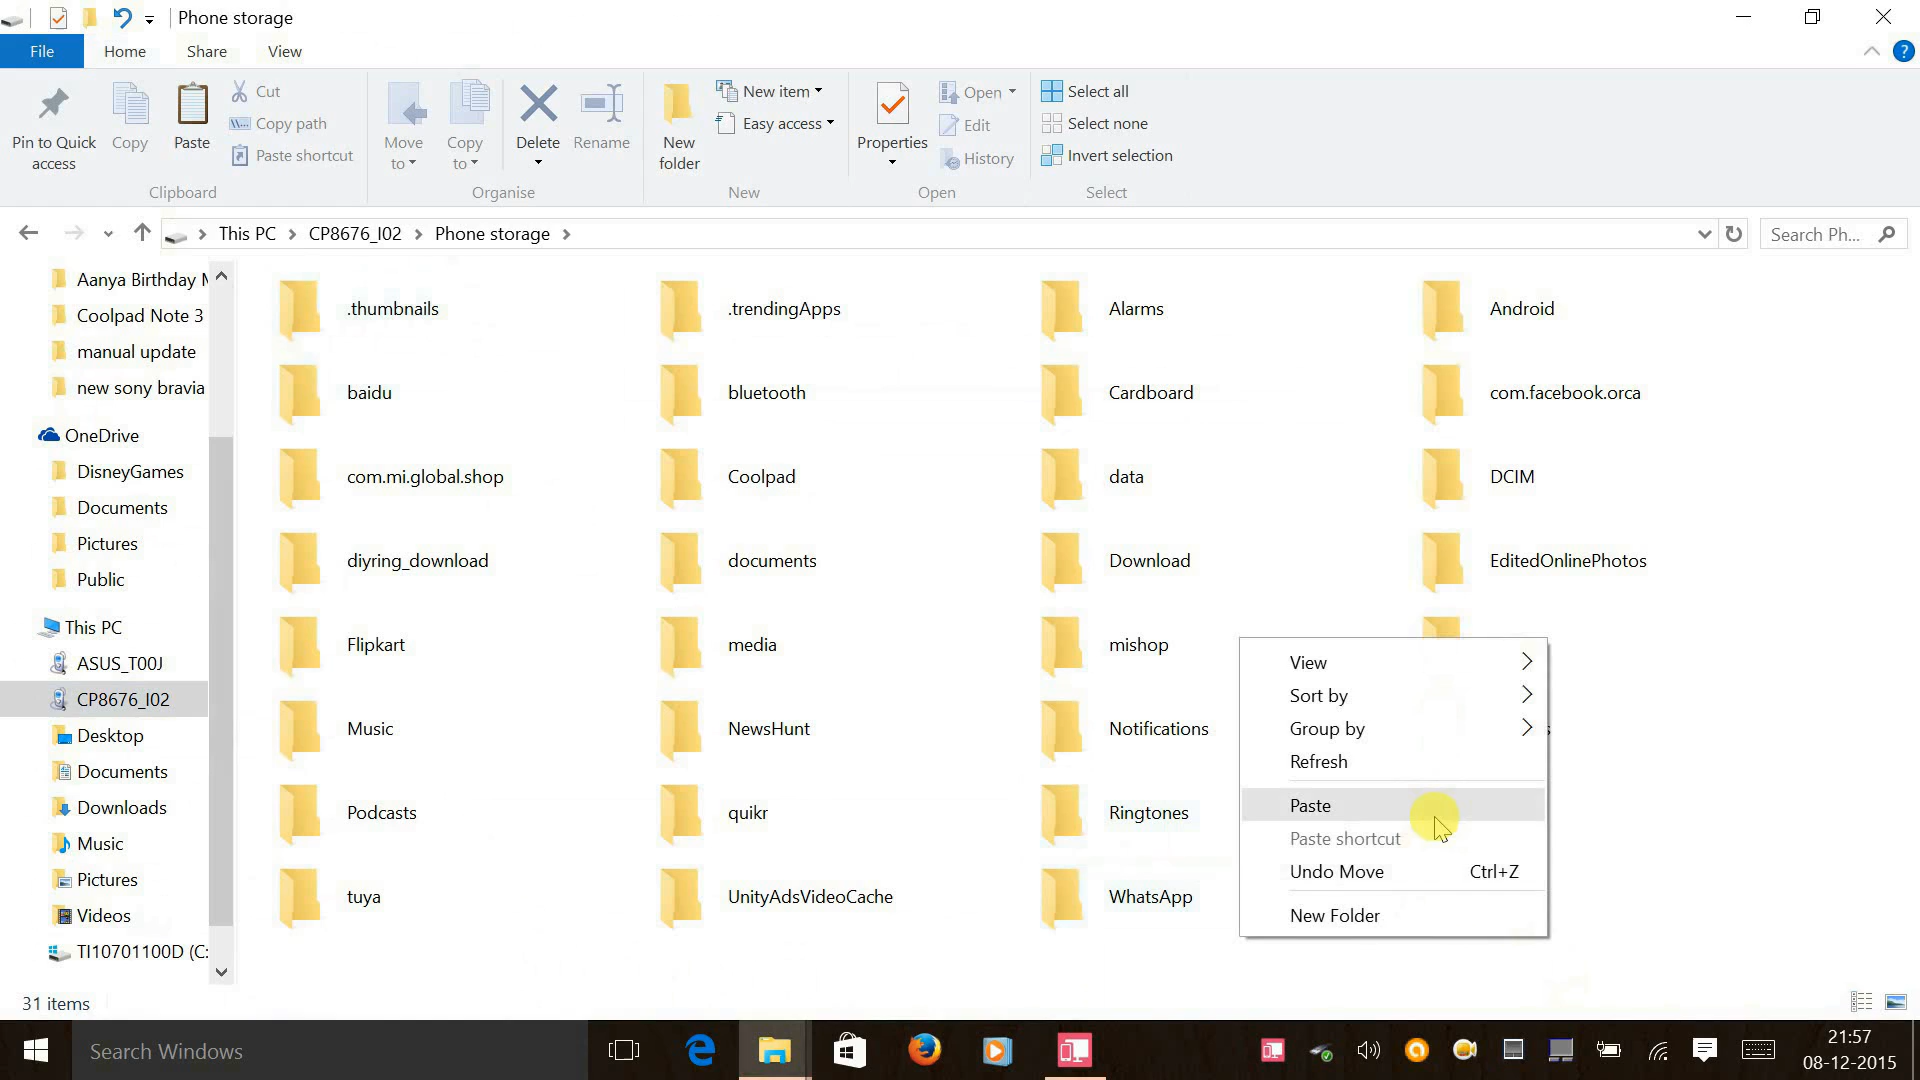 Phone storage
File
Home
Share
View
Pin to Quick
access
Copy
Paste
Cut
Copy path
Paste shortcut
Clipboard
Move
to
Copy
to
Delete
Rename
Organise
New
folder
New item
Easy access
New
Properties
Open
Edit
History
Open
Select all
Select none
Invert selection
Select
This PC
CP8676_I02
Phone storage
Search Ph...
Aanya Birthday
Coolpad Note 3
manual update
new sony bravia
OneDrive
DisneyGames
Documents
Pictures
Public
This PC
ASUS_T00J
CP8676_I02
Desktop
Documents
Downloads
Music
Pictures
Videos
TI10701100D (C:
.thumbnails
.trendingApps
Alarms
Android
baidu
bluetooth
Cardboard
com.facebook.orca
com.mi.global.shop
Coolpad
data
DCIM
diyring_download
documents
Download
EditedOnlinePhotos
Flipkart
media
mishop
Music
NewsHunt
Notifications
Podcasts
quikr
Ringtones
tuya
UnityAdsVideoCache
WhatsApp
View
Sort by
Group by
Refresh
Paste
Paste shortcut
Undo Move Ctrl+Z
New Folder
31 items
Search Windows
21:57
08-12-2015